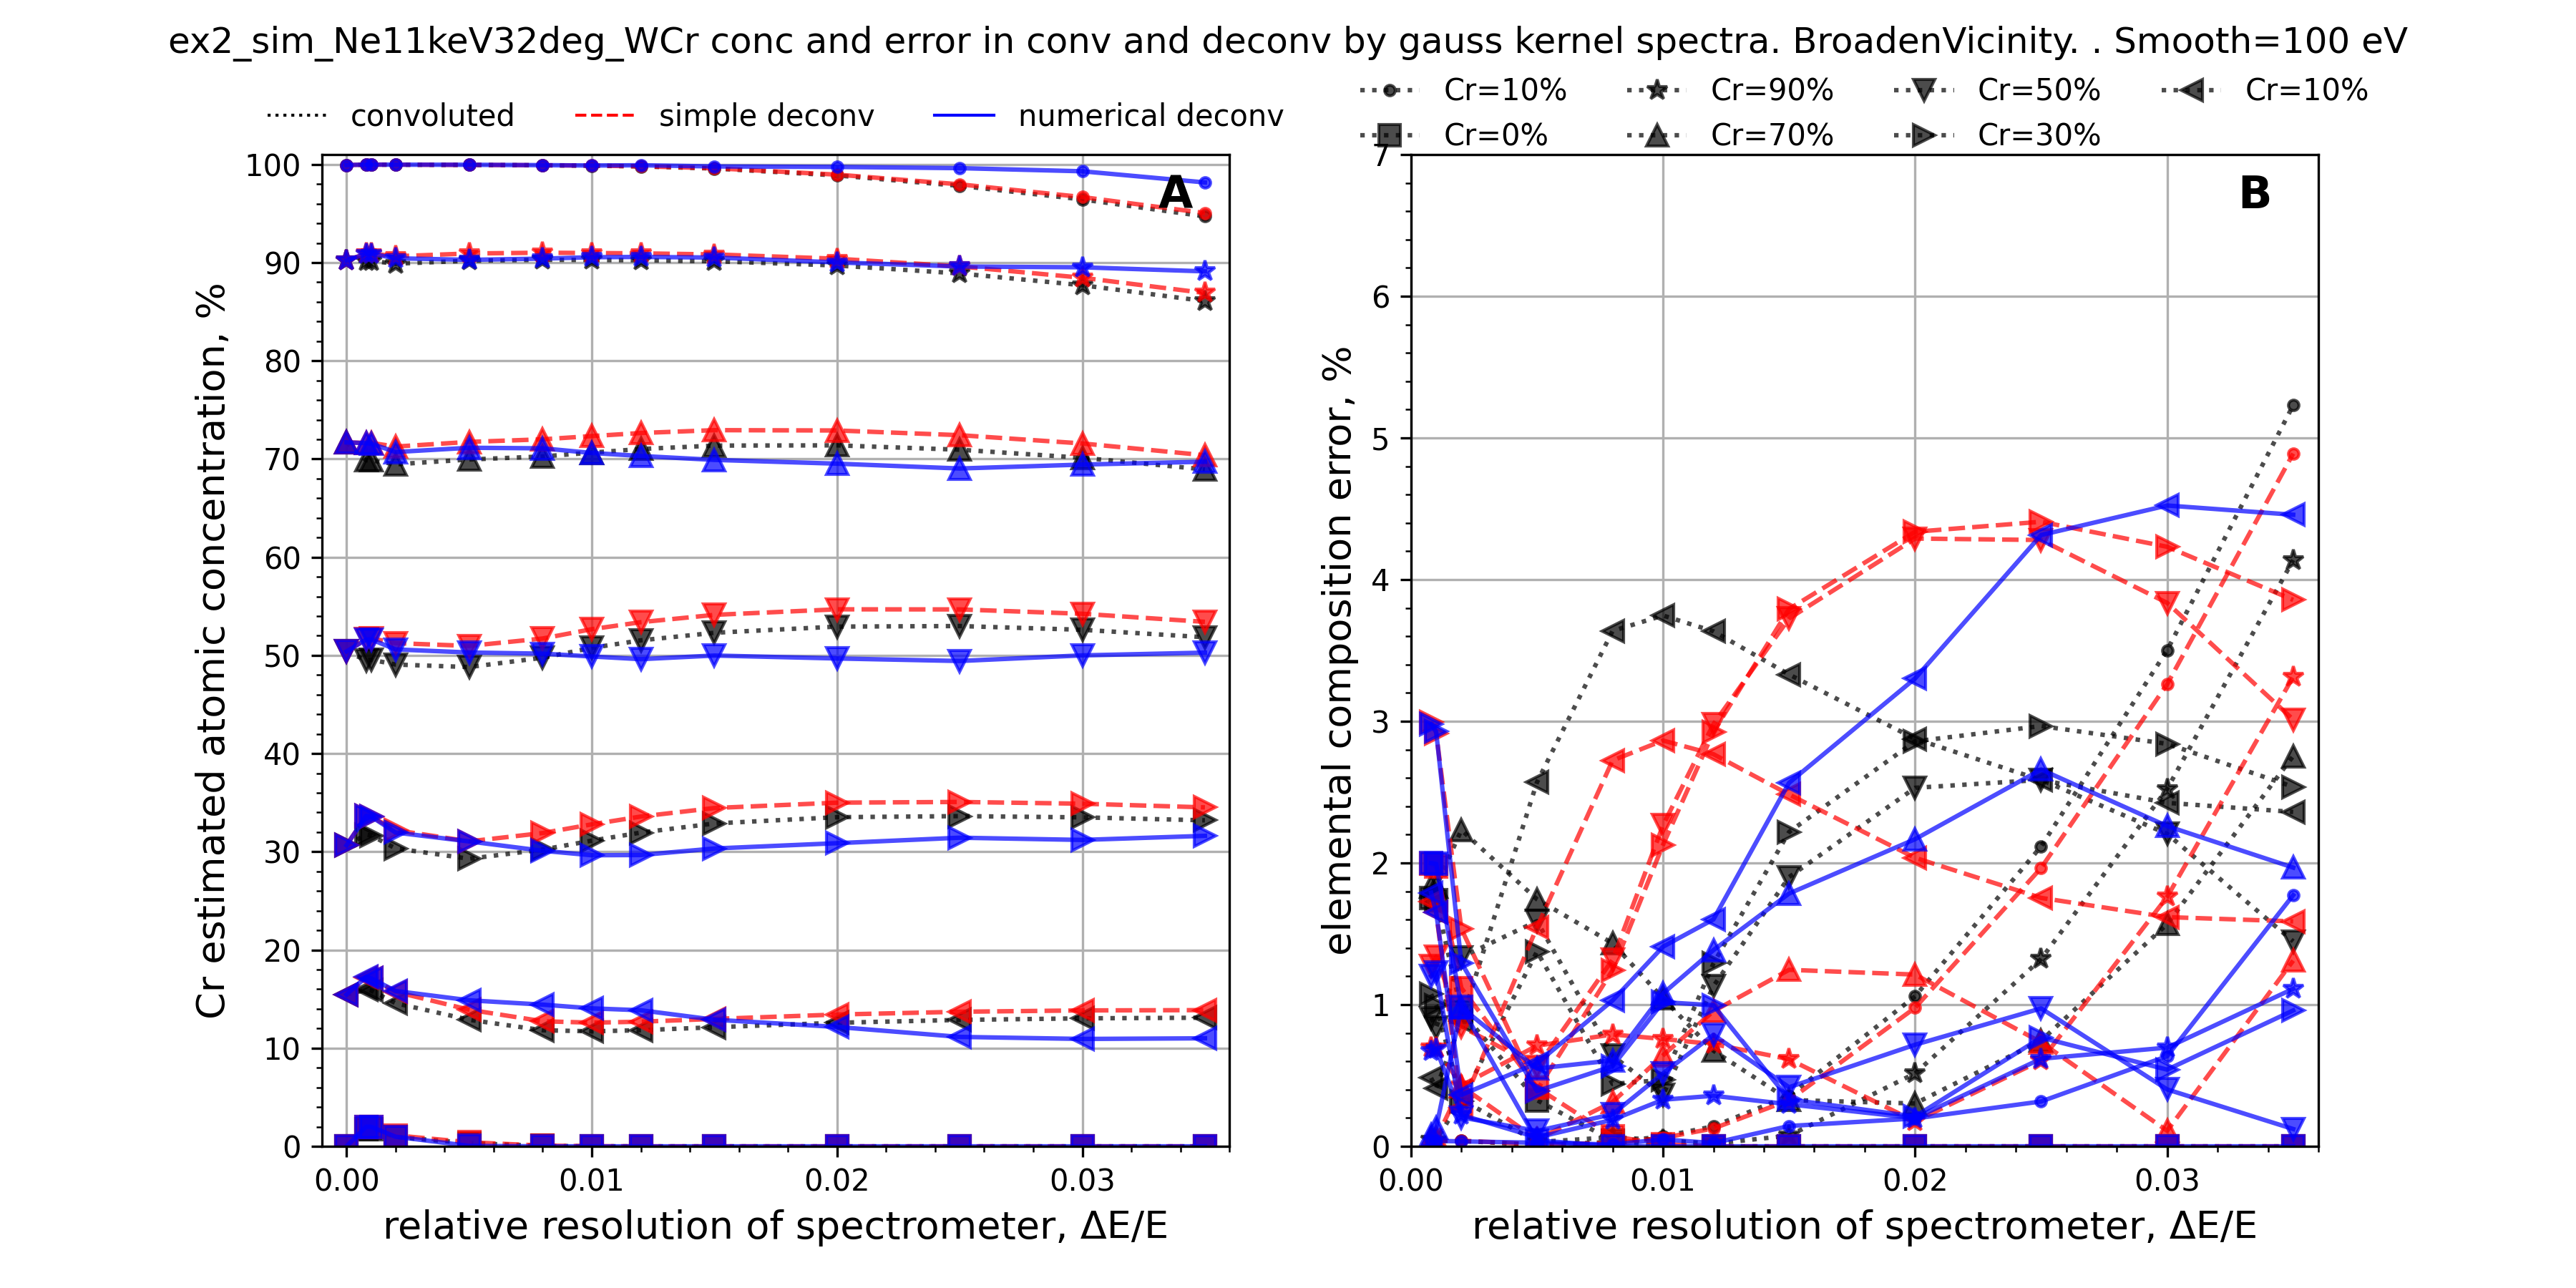 ex2_sim_Ne11keV32deg_WCr conc and error in conv and deconv by gauss kernel spectra. BroadenVicinity. . Smooth=100 eV
convoluted simple deconv numerical deconv
Cr=10% Cr=90% Cr=50% Cr=10%
Cr=0% Cr=70% Cr=30%
A
Cr estimated atomic concentration, %
100
90
80
70
60
50
40
30
20
10
0
0.00 0.01 0.02 0.03
relative resolution of spectrometer, ΔE/E
B
elemental composition error, %
7
6
5
4
3
2
1
0
0.00 0.01 0.02 0.03
relative resolution of spectrometer, ΔE/E